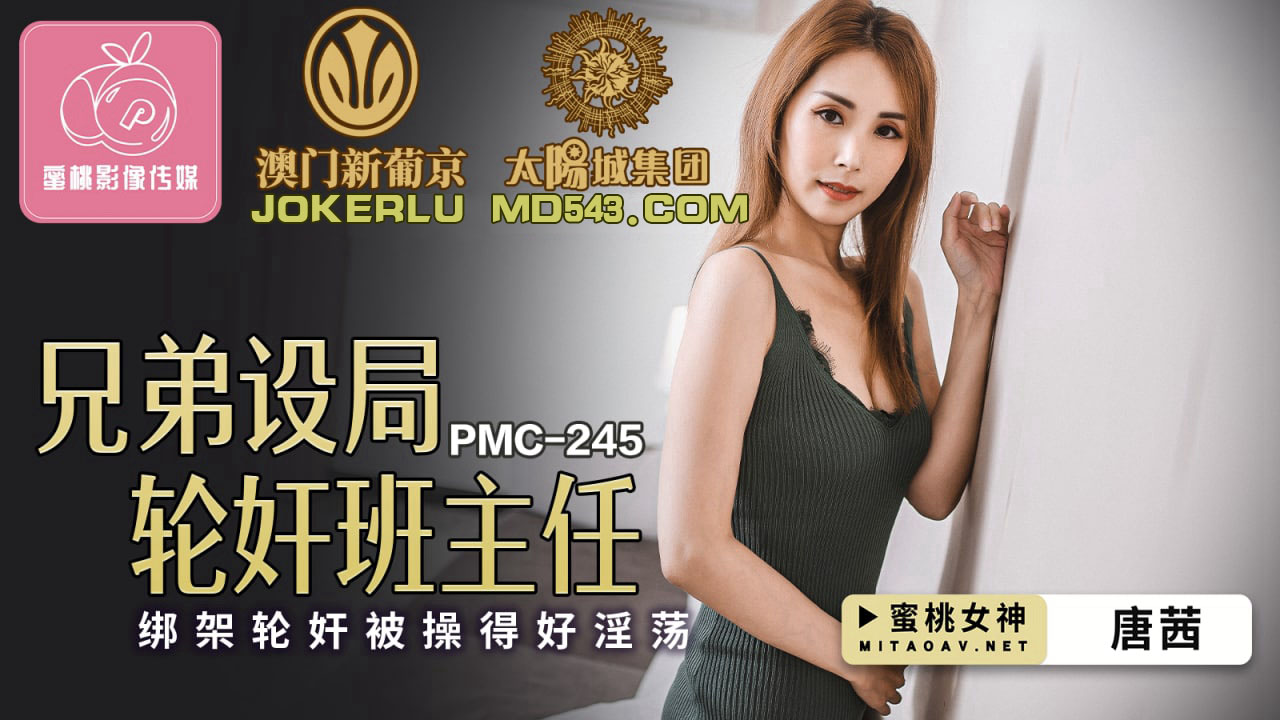 蜜桃影像传媒
澳门新葡京
太陽城集团
JOKERLU MD543.COM
兄弟设局
PMC-245
轮奸班主任
绑架轮奸被操得好淫荡
蜜桃女神
MITAOAV.NET
唐茜